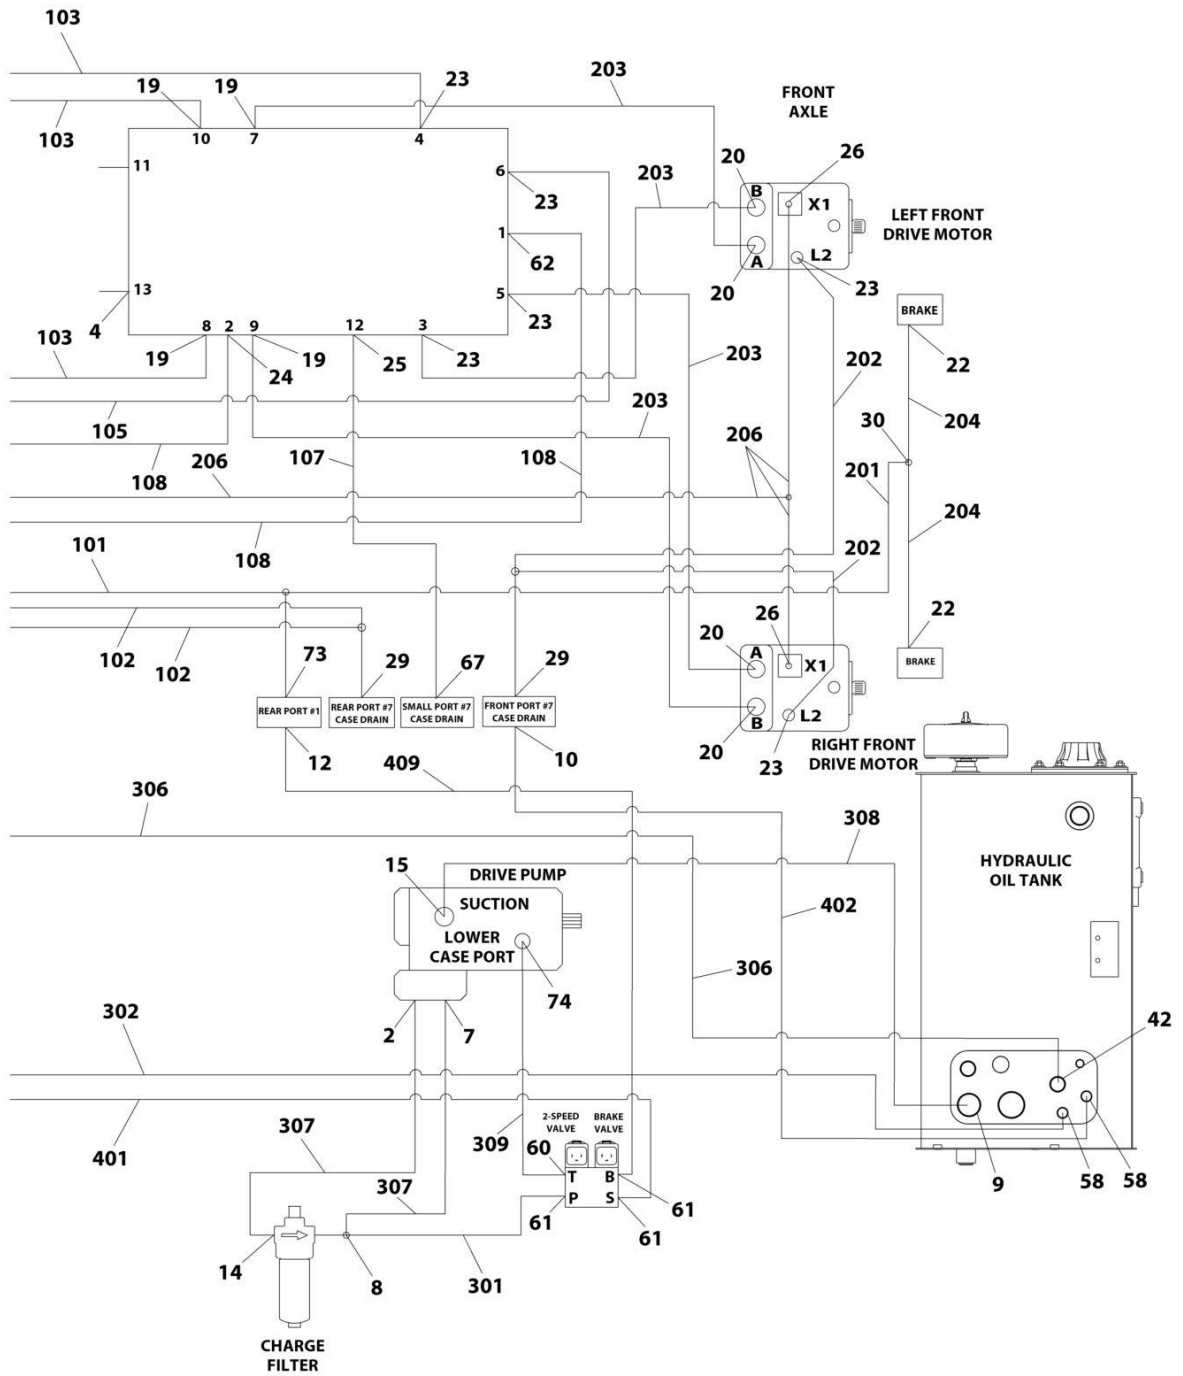 103
103
19
19
23
203
FRONT
AXLE
10
7
4
11
6
23
203
20
26
B
X1
LEFT FRONT
DRIVE MOTOR
1
62
A
L2
20
23
13
4
5
23
BRAKE
22
103
8
2
9
12
3
19
24
19
25
23
203
202
105
203
30
204
108
206
107
108
206
201
108
204
101
202
102
102
73
29
67
29
26
20
22
A
X1
BRAKE
REAR PORT #1
REAR PORT #7
CASE DRAIN
SMALL PORT #7
CASE DRAIN
FRONT PORT #7
CASE DRAIN
B
L2
20
23
RIGHT FRONT
DRIVE MOTOR
12
409
10
306
308
HYDRAULIC
OIL TANK
15
DRIVE PUMP
SUCTION
LOWER
CASE PORT
402
306
74
2
7
302
42
401
307
309
2-SPEED
VALVE
BRAKE
VALVE
60
T
B
P
S
307
61
61
61
9
58
58
14
8
301
CHARGE
FILTER